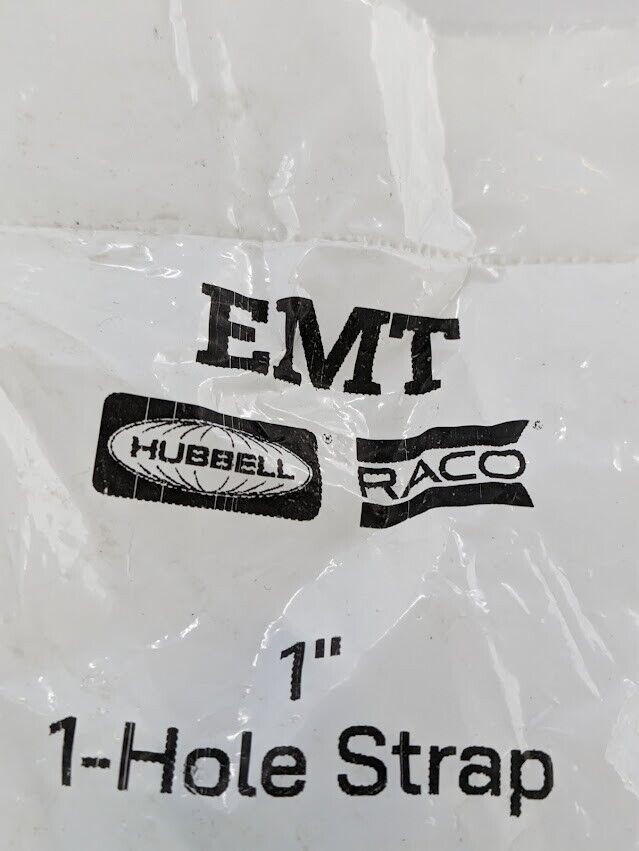 EMT
HUBBELL ® RACO ®
1"
1-Hole Strap